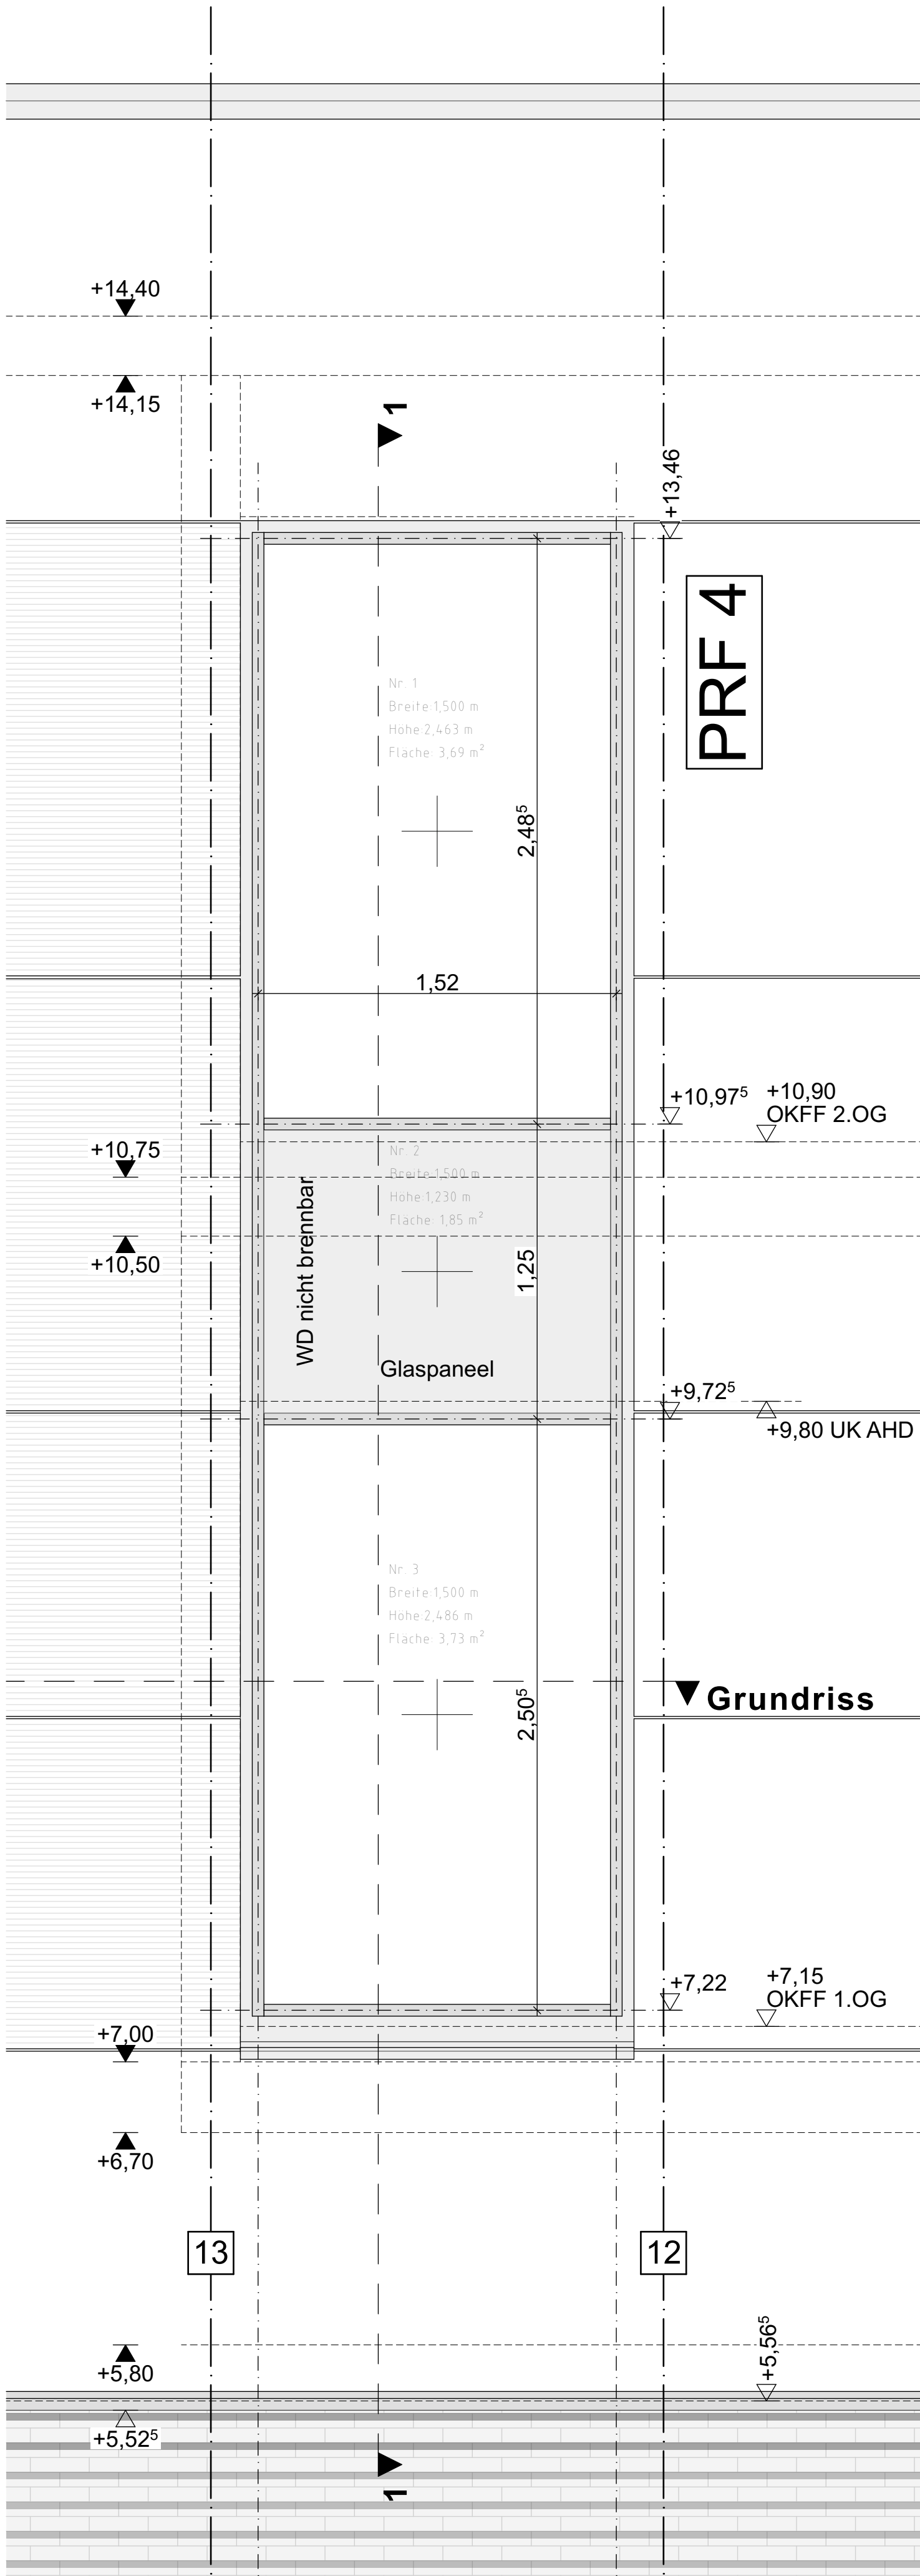 +14,40
+14,15
1
+13,46
PRF 4
Nr. 1
Breite:1,500 m
Höhe:2,463 m
Fläche: 3,69 m²
2,48⁵
1,52
+10,97⁵
+10,90
OKFF 2.OG
+10,75
+10,50
Nr. 2
Breite:1,500 m
Höhe:1,230 m
Fläche: 1,85 m²
WD nicht brennbar
1,25
Glaspaneel
+9,72⁵
+9,80 UK AHD
Nr. 3
Breite:1,500 m
Höhe:2,486 m
Fläche: 3,73 m²
Grundriss
2,50⁵
+7,22
+7,15
OKFF 1.OG
+7,00
+6,70
13
12
+5,80
+5,56⁵
+5,52⁵
1